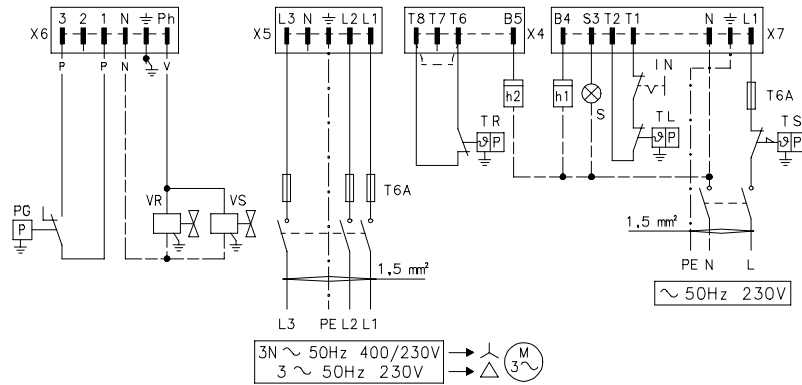 3 2 1 N ⏚ Ph
X6
P P N V
L3 N ⏚ L2 L1
X5
T8 T7 T6 B5
X4
B4 S3 T2 T1 N ⏚ L1
X7
h2
h1
S
IN
TR
ϑ P
TL
ϑ P
T6A
TS
ϑ P
PG
P
VR
VS
T6A
1,5 mm²
L3 PE L2 L1
1,5 mm²
PE N L
∼ 50Hz 230V
3N ∼ 50Hz 400/230V
3 ∼ 50Hz 230V
M
3∼